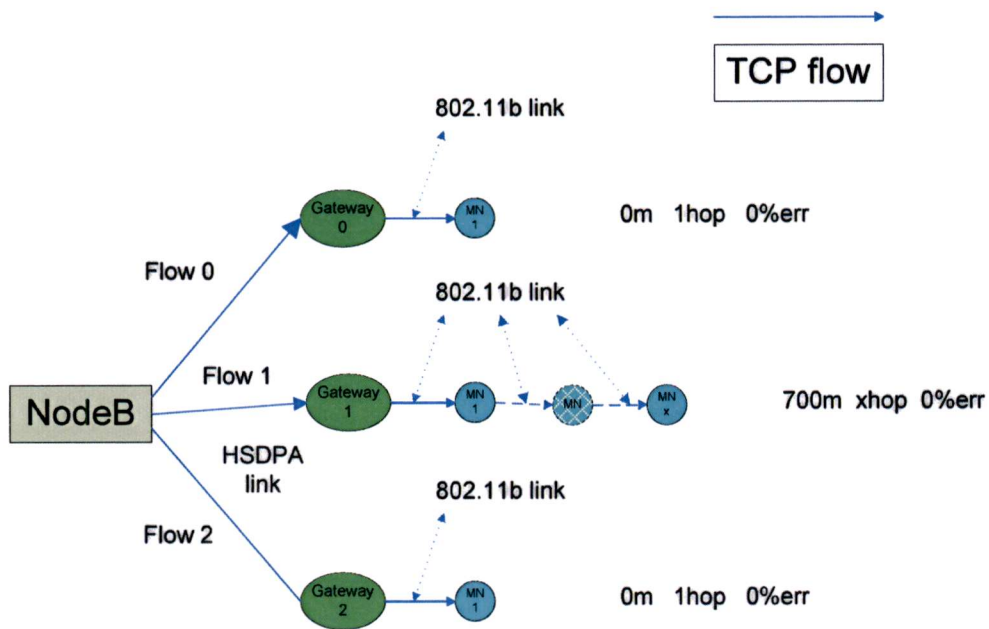 TCP flow
802.11b link
Gateway
0
MN
1
0m 1hop 0%err
Flow 0
802.11b link
Flow 1
Gateway
1
MN
1
MN
MN
x
700m xhop 0%err
NodeB
HSDPA
link
802.11b link
Flow 2
Gateway
2
MN
1
0m 1hop 0%err